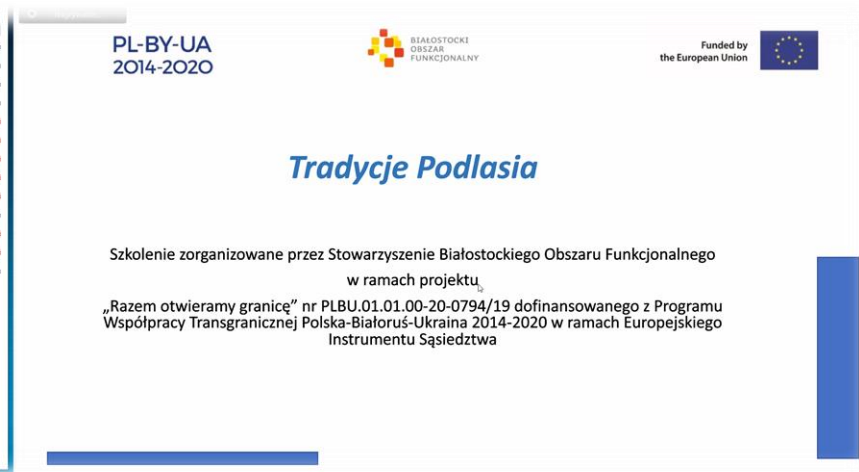 PL-BY-UA
2014-2020
BIAŁOSTOCKI
OBSZAR
FUNKCJONALNY
Funded by
the European Union
Tradycje Podlasia
Szkolenie zorganizowane przez Stowarzyszenie Białostockiego Obszaru Funkcjonalnego
w ramach projektu
„Razem otwieramy granicę” nr PLBU.01.01.00-20-0794/19 dofinansowanego z Programu
Współpracy Transgranicznej Polska-Białoruś-Ukraina 2014-2020 w ramach Europejskiego
Instrumentu Sąsiedztwa